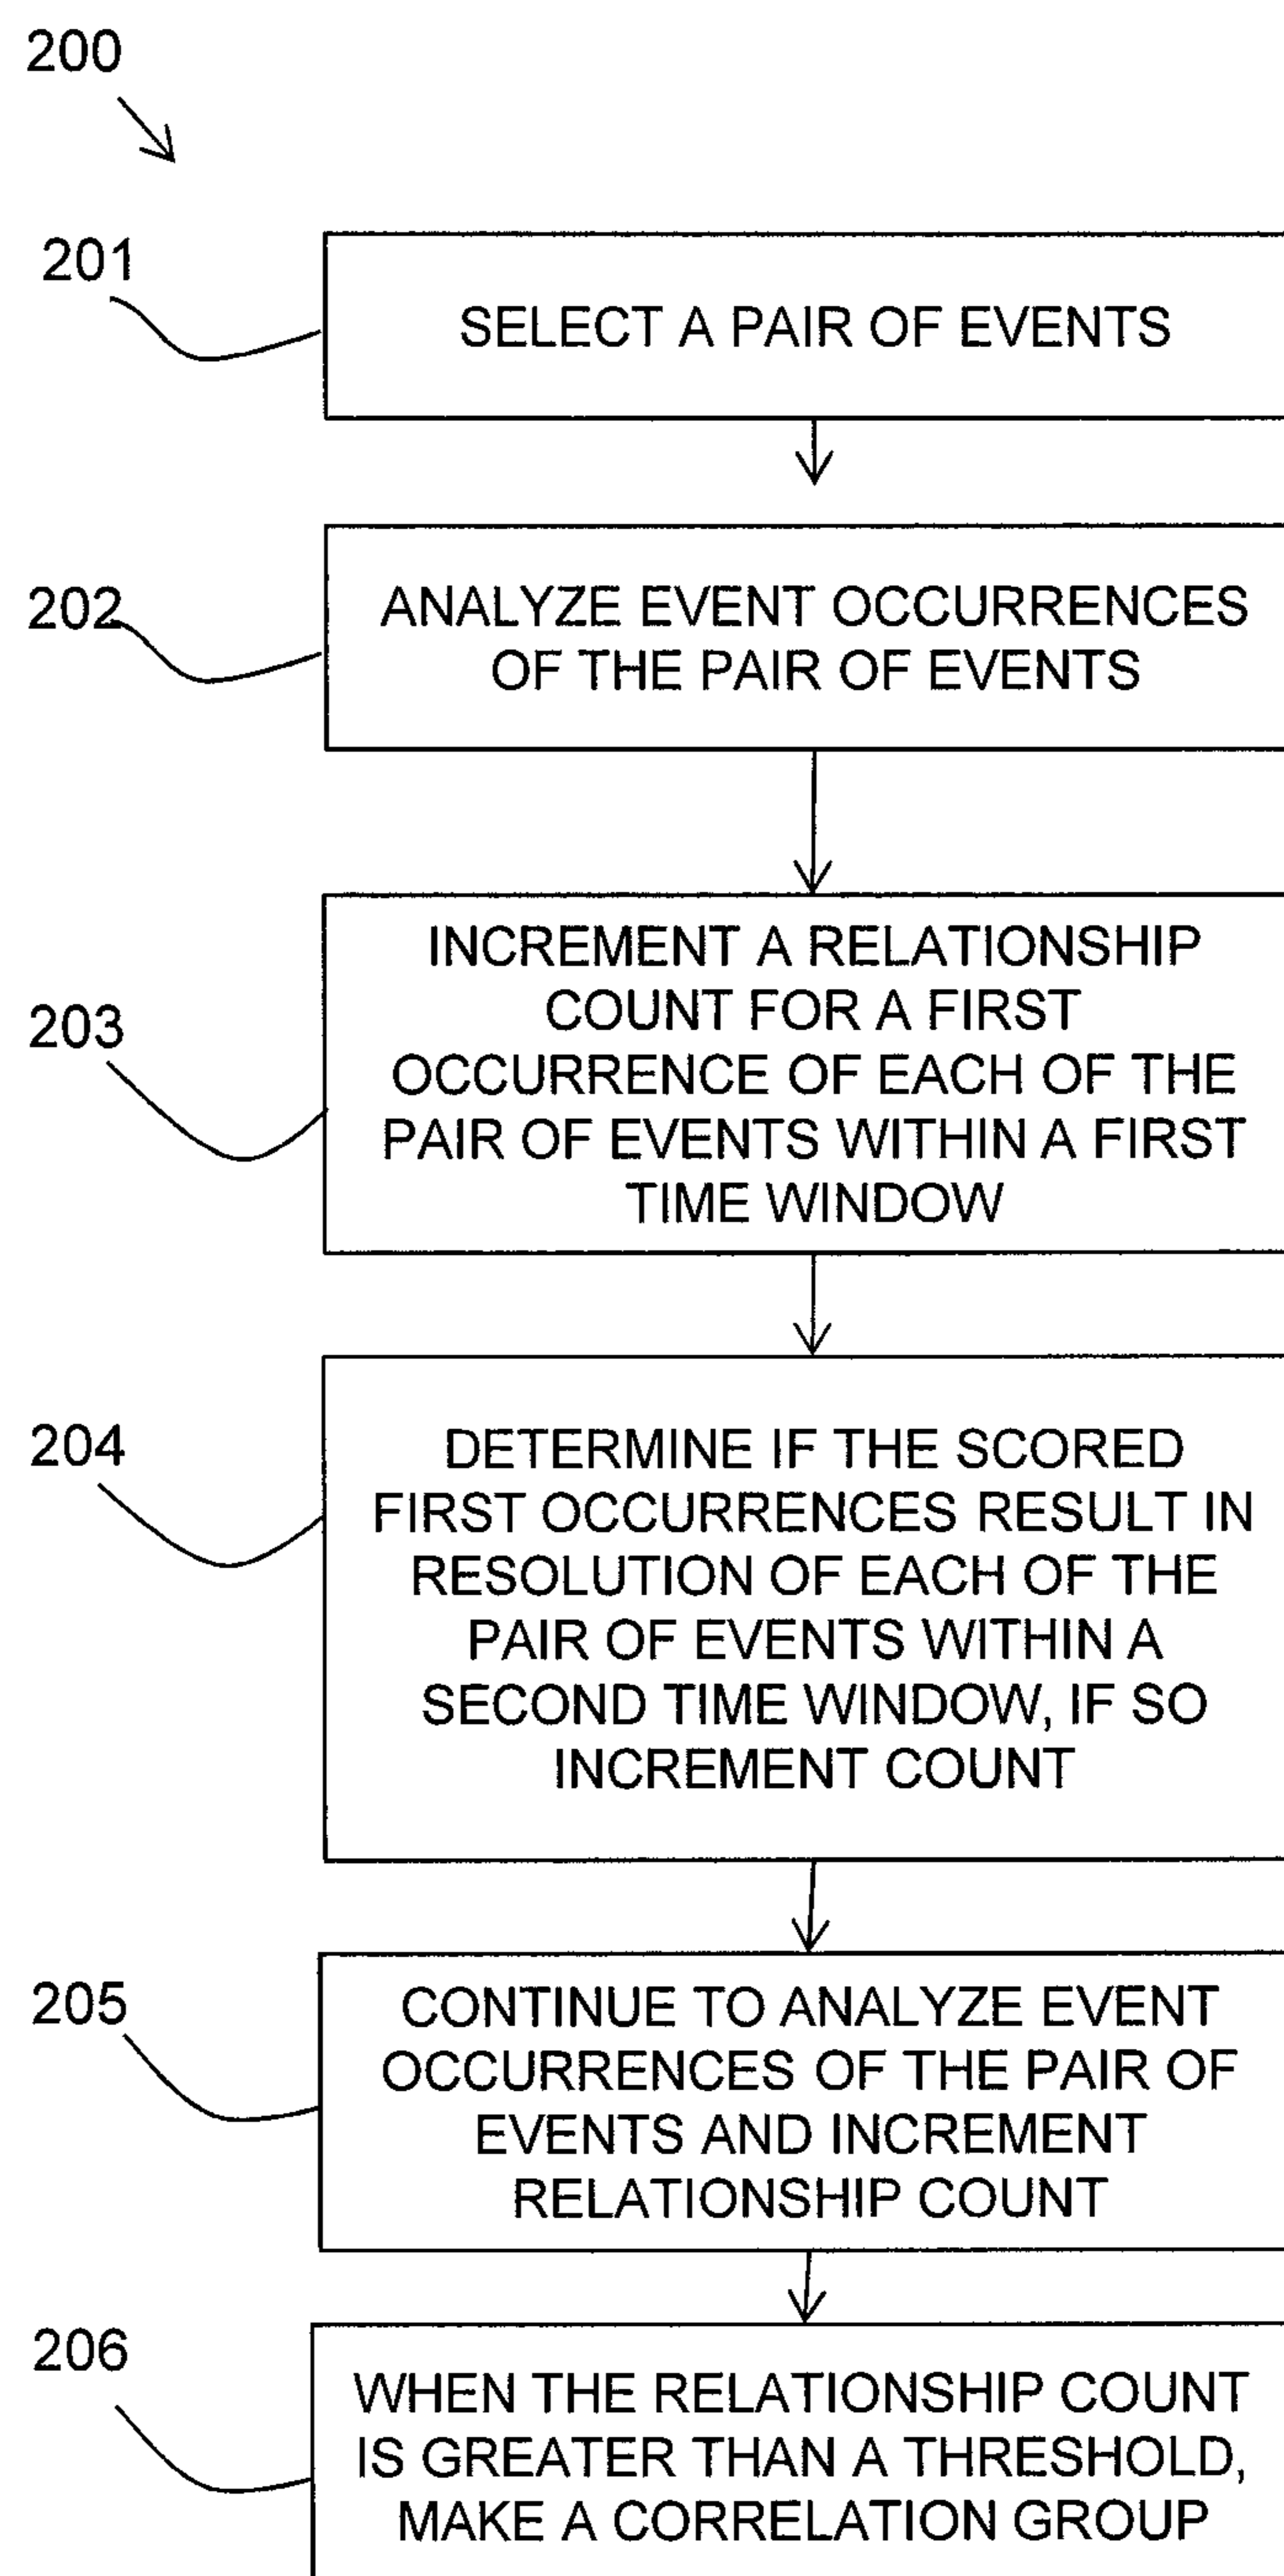 200
201
SELECT A PAIR OF EVENTS
202
ANALYZE EVENT OCCURRENCES
OF THE PAIR OF EVENTS
203
INCREMENT A RELATIONSHIP
COUNT FOR A FIRST
OCCURRENCE OF EACH OF THE
PAIR OF EVENTS WITHIN A FIRST
TIME WINDOW
204
DETERMINE IF THE SCORED
FIRST OCCURRENCES RESULT IN
RESOLUTION OF EACH OF THE
PAIR OF EVENTS WITHIN A
SECOND TIME WINDOW, IF SO
INCREMENT COUNT
205
CONTINUE TO ANALYZE EVENT
OCCURRENCES OF THE PAIR OF
EVENTS AND INCREMENT
RELATIONSHIP COUNT
206
WHEN THE RELATIONSHIP COUNT
IS GREATER THAN A THRESHOLD,
MAKE A CORRELATION GROUP